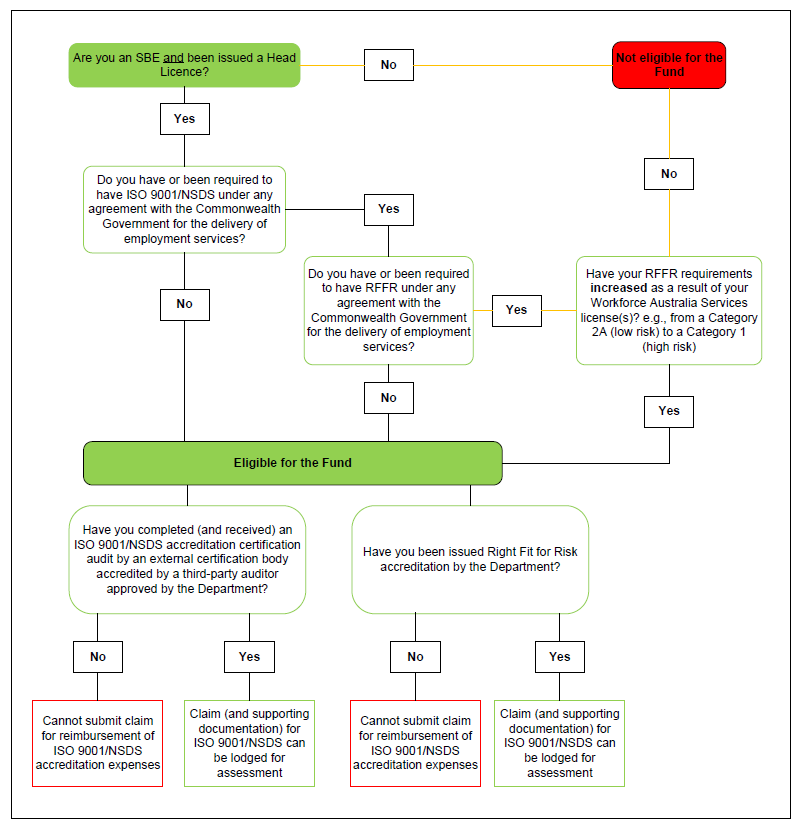 Are you an SBE and been issued a Head
Licence?
No
Not eligible for the
Fund
Yes
No
Do you have or been required to
have ISO 9001/NSDS under any
agreement with the Commonwealth
Government for the delivery of
employment services?
Yes
Do you have or been required
to have RFFR under any
agreement with the
Commonwealth Government
for the delivery of employment
services?
Yes
Have your RFFR requirements
increased as a result of your
Workforce Australia Services
license(s)? e.g., from a Category
2A (low risk) to a Category 1
(high risk)
No
No
Yes
Eligible for the Fund
Have you completed (and received) an
ISO 9001/NSDS accreditation certification
audit by an external certification body
accredited by a third-party auditor
approved by the Department?
Have you been issued Right Fit for Risk
accreditation by the Department?
No
Yes
No
Yes
Cannot submit claim
for reimbursement of
ISO 9001/NSDS
accreditation expenses
Claim (and supporting
documentation) for
ISO 9001/NSDS can
be lodged for
assessment
Cannot submit claim
for reimbursement of
ISO 9001/NSDS
accreditation expenses
Claim (and supporting
documentation) for
ISO 9001/NSDS can
be lodged for
assessment